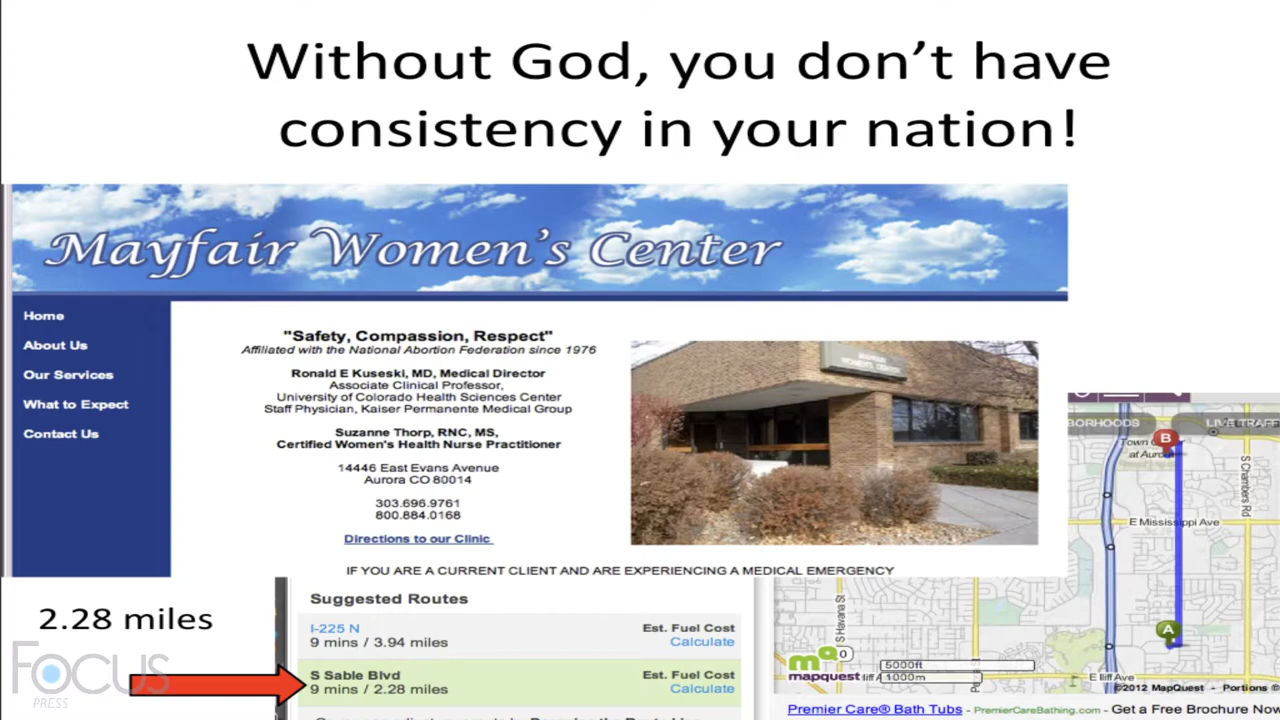 Without God, you don't have
consistency in your nation!
Mayfair Women's Center
Home
About Us
Our Services
What to Expect
Contact Us
"Safety, Compassion, Respect"
Affiliated with the National Abortion Federation since 1976
Ronald E Kuseski, MD, Medical Director
Associate Clinical Professor,
University of Colorado Health Sciences Center
Staff Physician, Kaiser Permanente Medical Group
Suzanne Thorp, RNC, MS,
Certified Women's Health Nurse Practitioner
14446 East Evans Avenue
Aurora CO 80014
303.696.9761
800.884.0168
Directions to our Clinic
IF YOU ARE A CURRENT CLIENT AND ARE EXPERIENCING A MEDICAL EMERGENCY
MAYFAIR
WOMEN'S CENTER
2.28 miles
FOCUS
PRESS
Suggested Routes
I-225 N
9 mins / 3.94 miles
Est. Fuel Cost
Calculate
S Sable Blvd
9 mins / 2.28 miles
Est. Fuel Cost
Calculate
BORHOODS
LIVE TRAFF
B
Town
at Auro
S Chambers Rd
E Mississippi Ave
A
S Havana St
5000ft
1000m
mapquest
E Iliff Ave
©2012 MapQuest - Portions
Premier Care® Bath Tubs - PremierCareBathing.com - Get a Free Brochure Now